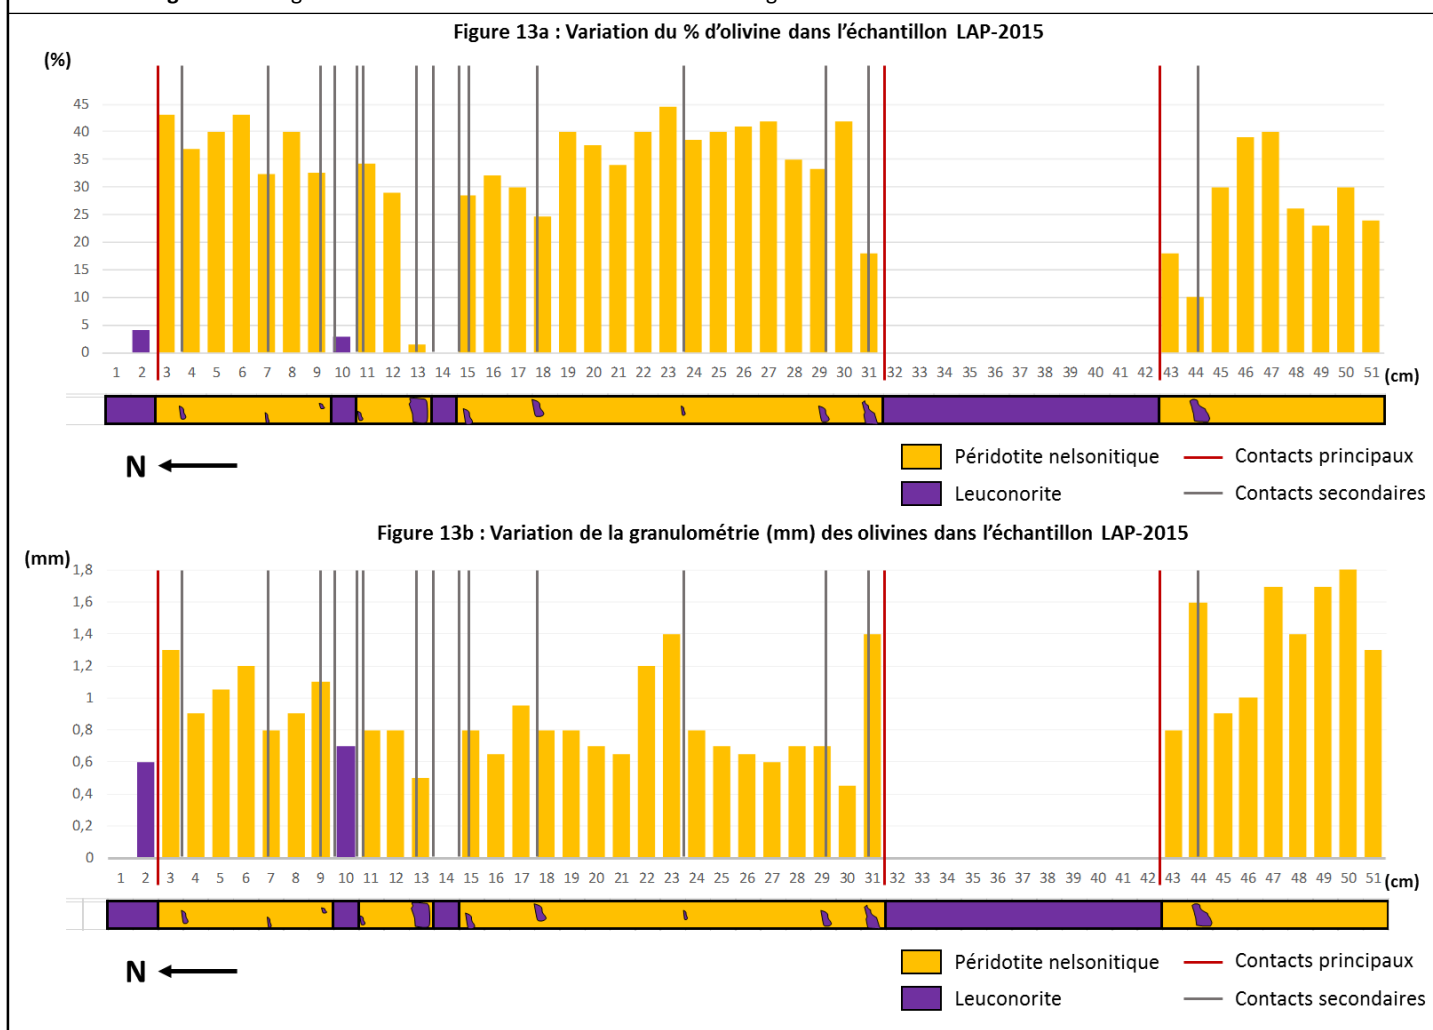 Figure 13a : Variation du % d’olivine dans l’échantillon LAP-2015
(%)
45
40
35
30
25
20
15
10
5
0
1 2 3 4 5 6 7 8 9 10 11 12 13 14 15 16 17 18 19 20 21 22 23 24 25 26 27 28 29 30 31 32 33 34 35 36 37 38 39 40 41 42 43 44 45 46 47 48 49 50 51 (cm)
N
Péridotite nelsonitique
Contacts principaux
Leuconorite
Contacts secondaires
Figure 13b : Variation de la granulométrie (mm) des olivines dans l’échantillon LAP-2015
(mm)
1,8
1,6
1,4
1,2
1
0,8
0,6
0,4
0,2
0
1 2 3 4 5 6 7 8 9 10 11 12 13 14 15 16 17 18 19 20 21 22 23 24 25 26 27 28 29 30 31 32 33 34 35 36 37 38 39 40 41 42 43 44 45 46 47 48 49 50 51 (cm)
N
Péridotite nelsonitique
Contacts principaux
Leuconorite
Contacts secondaires